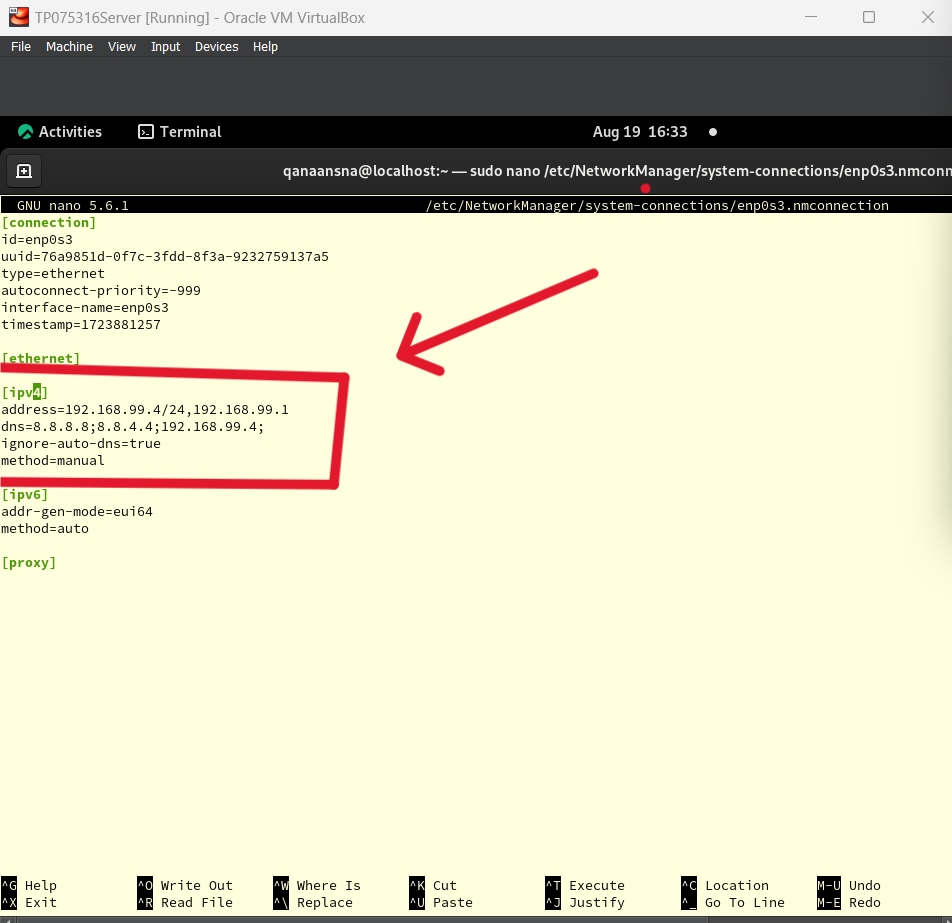 TP075316Server [Running] - Oracle VM VirtualBox
File Machine View Input Devices Help
Activities Terminal Aug 19 16:33
qanaansna@localhost:~ — sudo nano /etc/NetworkManager/system-connections/enp0s3.nmconn
GNU nano 5.6.1 /etc/NetworkManager/system-connections/enp0s3.nmconnection
[connection]
id=enp0s3
uuid=76a9851d-0f7c-3fdd-8f3a-9232759137a5
type=ethernet
autoconnect-priority=-999
interface-name=enp0s3
timestamp=1723881257
[ethernet]
[ipv4]
address=192.168.99.4/24,192.168.99.1
dns=8.8.8.8;8.8.4.4;192.168.99.4;
ignore-auto-dns=true
method=manual
[ipv6]
addr-gen-mode=eui64
method=auto
[proxy]
^G Help ^O Write Out ^W Where Is ^K Cut ^T Execute ^C Location M-U Undo
^X Exit ^R Read File ^\ Replace ^U Paste ^J Justify ^_ Go To Line M-E Redo